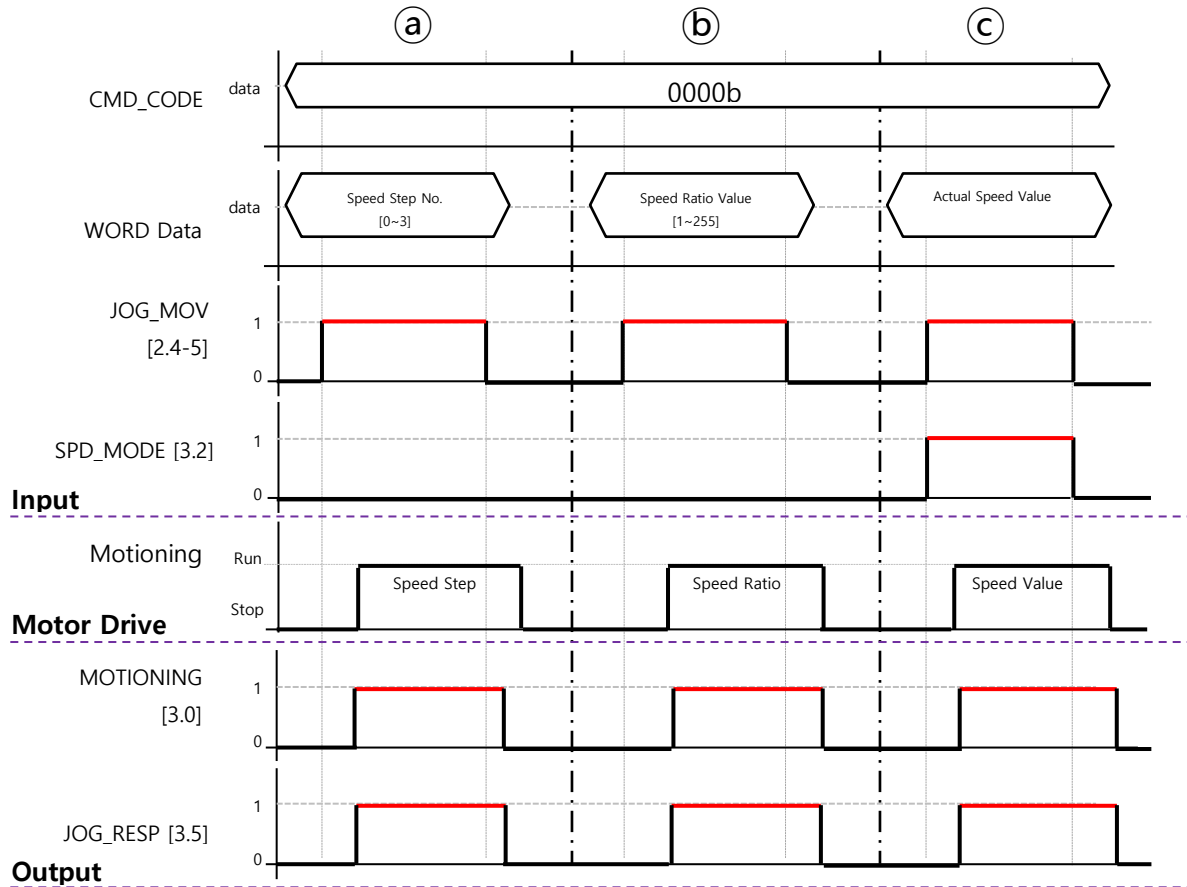 ⓐ ⓑ ⓒ
CMD_CODE data 0000b
WORD Data data
Speed Step No.
[0~3]
Speed Ratio Value
[1~255]
Actual Speed Value
JOG_MOV
[2.4-5]
1
0
SPD_MODE [3.2]
1
0
Input
Motioning
Run
Stop
Speed Step Speed Ratio Speed Value
Motor Drive
MOTIONING
[3.0]
1
0
JOG_RESP [3.5]
1
0
Output